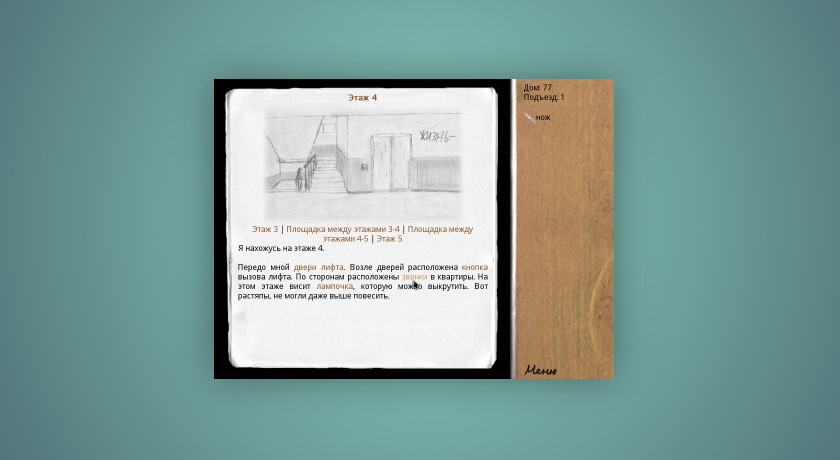 Этаж 4
ЖИЗНЬ-
Этаж 3 | Площадка между этажами 3-4 | Площадка между
этажами 4-5 | Этаж 5
Я нахожусь на этаже 4.
Передо мной двери лифта. Возле дверей расположена кнопка
вызова лифта. По сторонам расположены звонки в квартиры. На
этом этаже висит лампочка, которую можно выкрутить. Вот
растяпы, не могли даже выше повесить.
Дом: 77
Подъезд: 1
нож
Меню